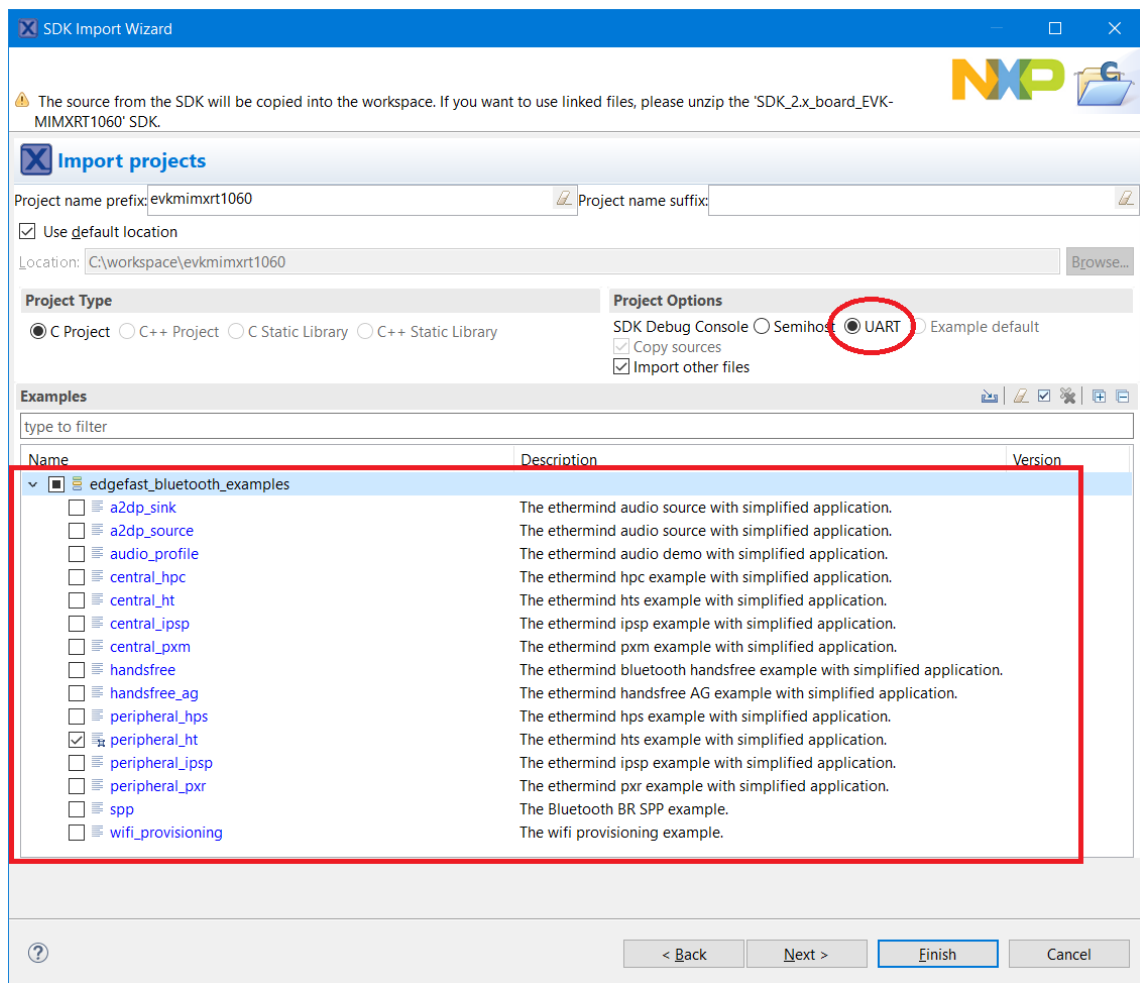 SDK Import Wizard
NXP
The source from the SDK will be copied into the workspace. If you want to use linked files, please unzip the 'SDK_2.x_board_EVK-
MIMXRT1060' SDK.
Import projects
Project name prefix: evkmimxrt1060 Project name suffix:
Use default location
Location: C:\workspace\evkmimxrt1060 Browse...
Project Type Project Options
C Project C++ Project C Static Library C++ Static Library SDK Debug Console Semihost UART Example default
Copy sources
Import other files
Examples
type to filter
Name Description Version
edgefast_bluetooth_examples
a2dp_sink The ethermind audio source with simplified application.
a2dp_source The ethermind audio source with simplified application.
audio_profile The ethermind audio demo with simplified application.
central_hpc The ethermind hpc example with simplified application.
central_ht The ethermind hts example with simplified application.
central_ipsp The ethermind ipsp example with simplified application.
central_pxm The ethermind pxm example with simplified application.
handsfree The ethermind bluetooth handsfree example with simplified application.
handsfree_ag The ethermind handsfree AG example with simplified application.
peripheral_hps The ethermind hps example with simplified application.
peripheral_ht The ethermind hts example with simplified application.
peripheral_ipsp The ethermind ipsp example with simplified application.
peripheral_pxr The ethermind pxr example with simplified application.
spp The Bluetooth BR SPP example.
wifi_provisioning The wifi provisioning example.
< Back Next > Finish Cancel